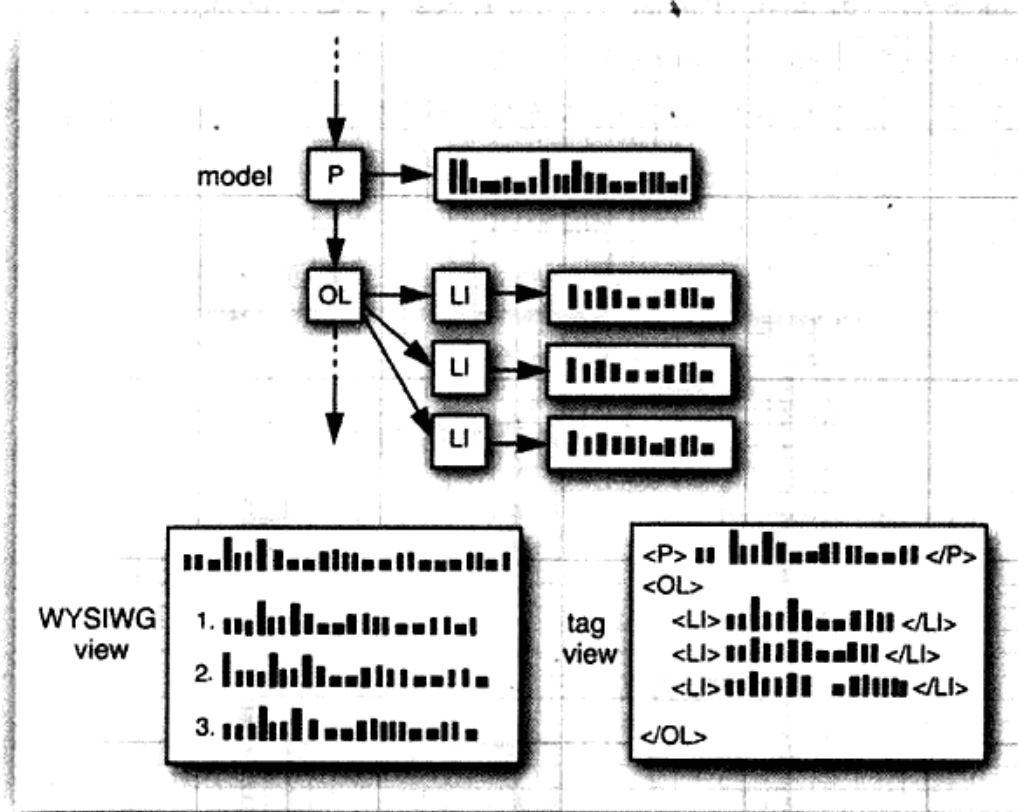 model
P
OL
LI
LI
LI
WYSIWG
view
1.
2.
3.
tag
view
<P> </P>
<OL>
<LI> </LI>
<LI> </LI>
<LI> </LI>
</OL>